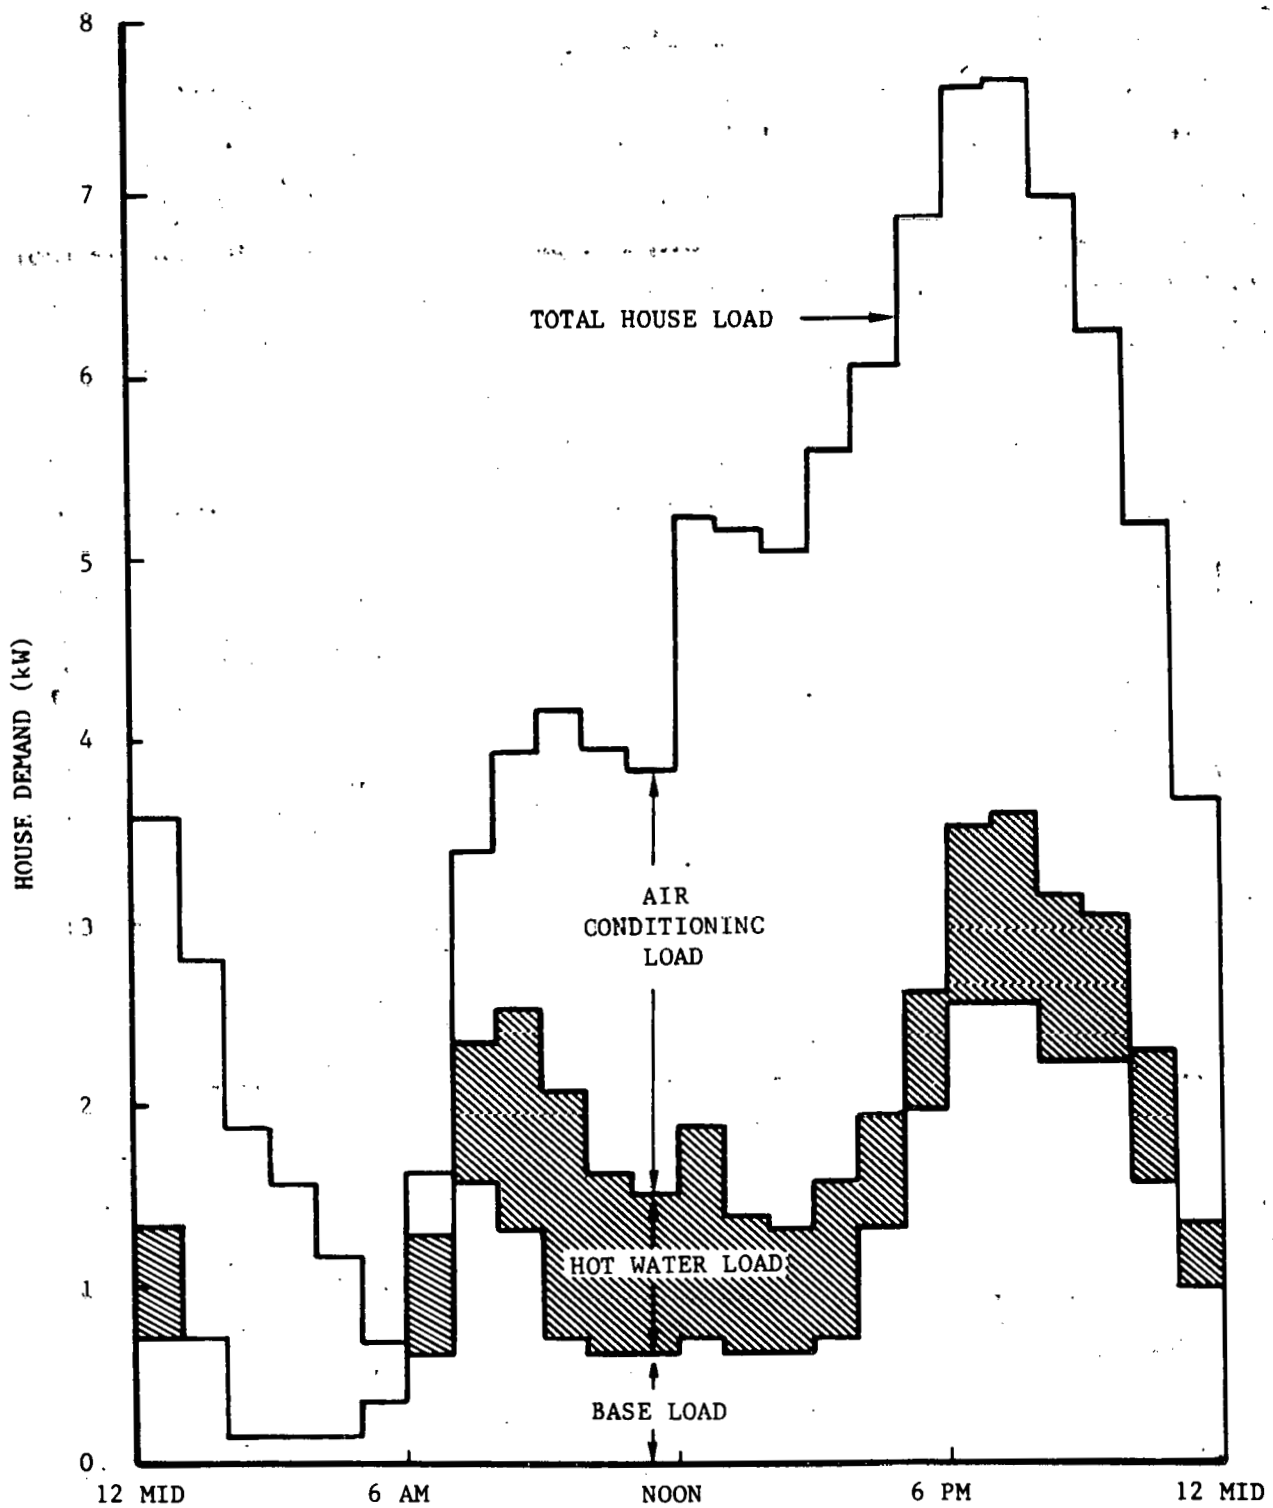 8
7
TOTAL HOUSE LOAD
6
5
HOUSE DEMAND (kW)
4
AIR
CONDITIONING
LOAD
3
2
HOT WATER LOAD
1
BASE LOAD
0
12 MID 6 AM NOON 6 PM 12 MID